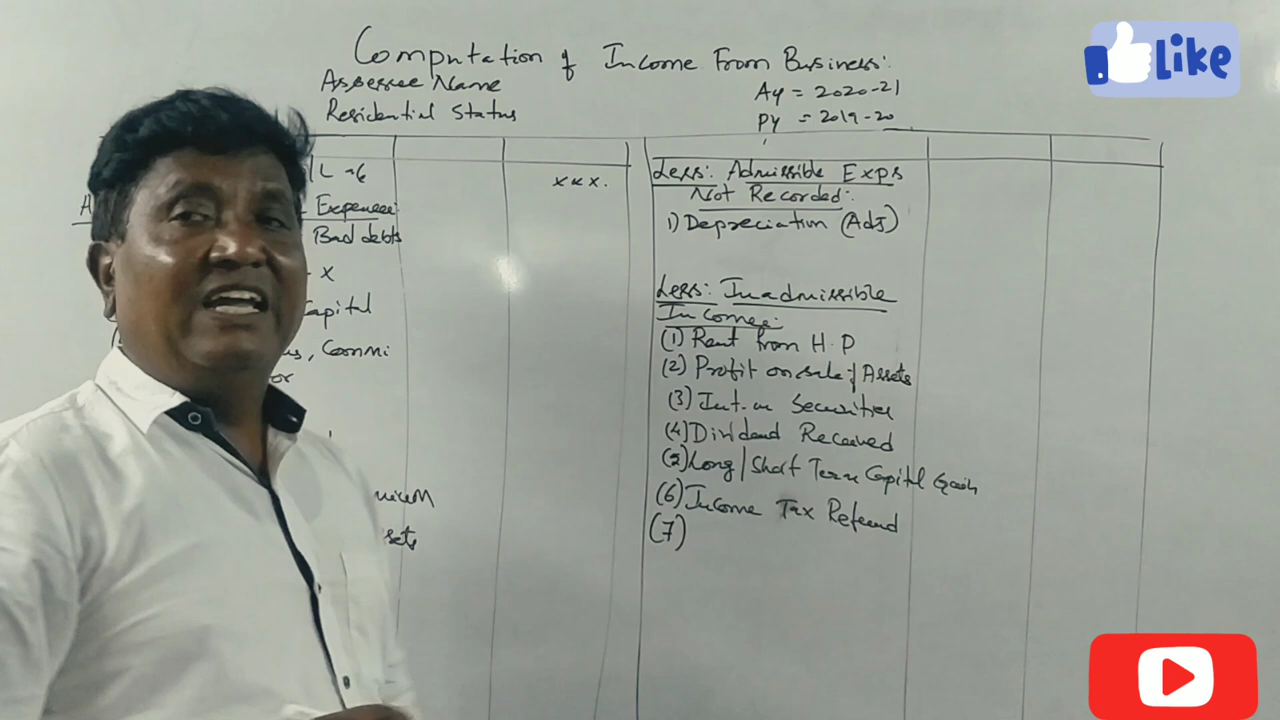 Computation of Income From Business:
Assessee Name
Residential Status
AY = 2020-21
PY = 2019-20
xxx.
Expenses:
Bad debts
x
Capital
, Commi
or
Less: Admissible Exps
Not Recorded:
1) Depreciation (Adj)
Less: Inadmissible
Incomes:
(1) Rent from H.P
(2) Profit on sale of Assets
(3) Int. on Securities
(4) Dividend Received
(5) Long/Short Term Capital Gain
(6) Income Tax Refund
(7)
Like